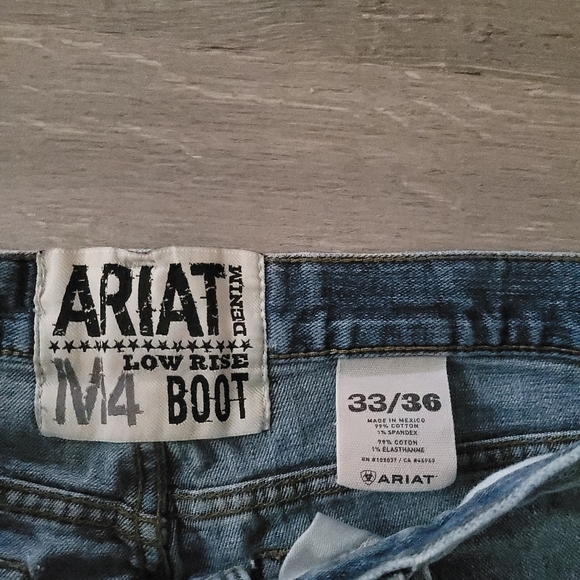 ARIAT DENIM
LOW RISE
M4 BOOT
33/36
MADE IN MEXICO
99% COTTON
1% SPANDEX
99% COTON
1% ELASTHANNE
ARIAT